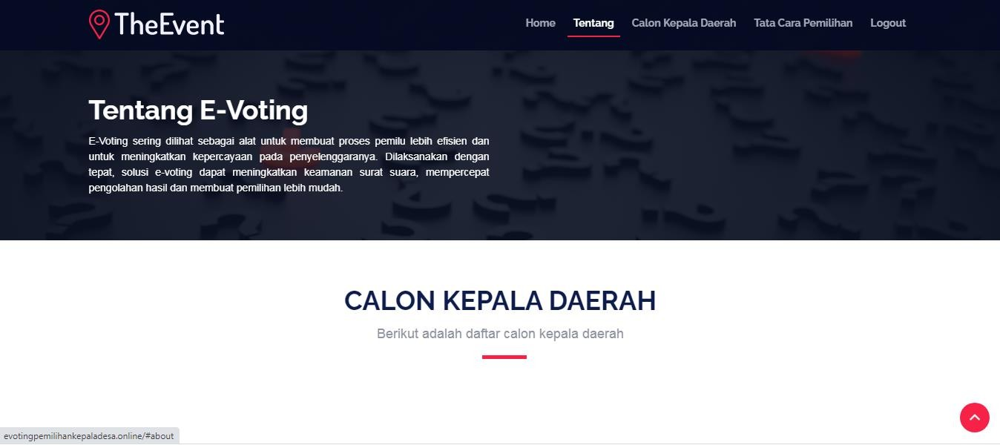 TheEvent
Home Tentang Calon Kepala Daerah Tata Cara Pemilihan Logout
Tentang E-Voting
E-Voting sering dilihat sebagai alat untuk membuat proses pemilu lebih efisien dan
untuk meningkatkan kepercayaan pada penyelenggaranya. Dilaksanakan dengan
tepat, solusi e-voting dapat meningkatkan keamanan surat suara, mempercepat
pengolahan hasil dan membuat pemilihan lebih mudah.
CALON KEPALA DAERAH
Berikut adalah daftar calon kepala daerah
evotingpemilihankepaladesa.online/#about